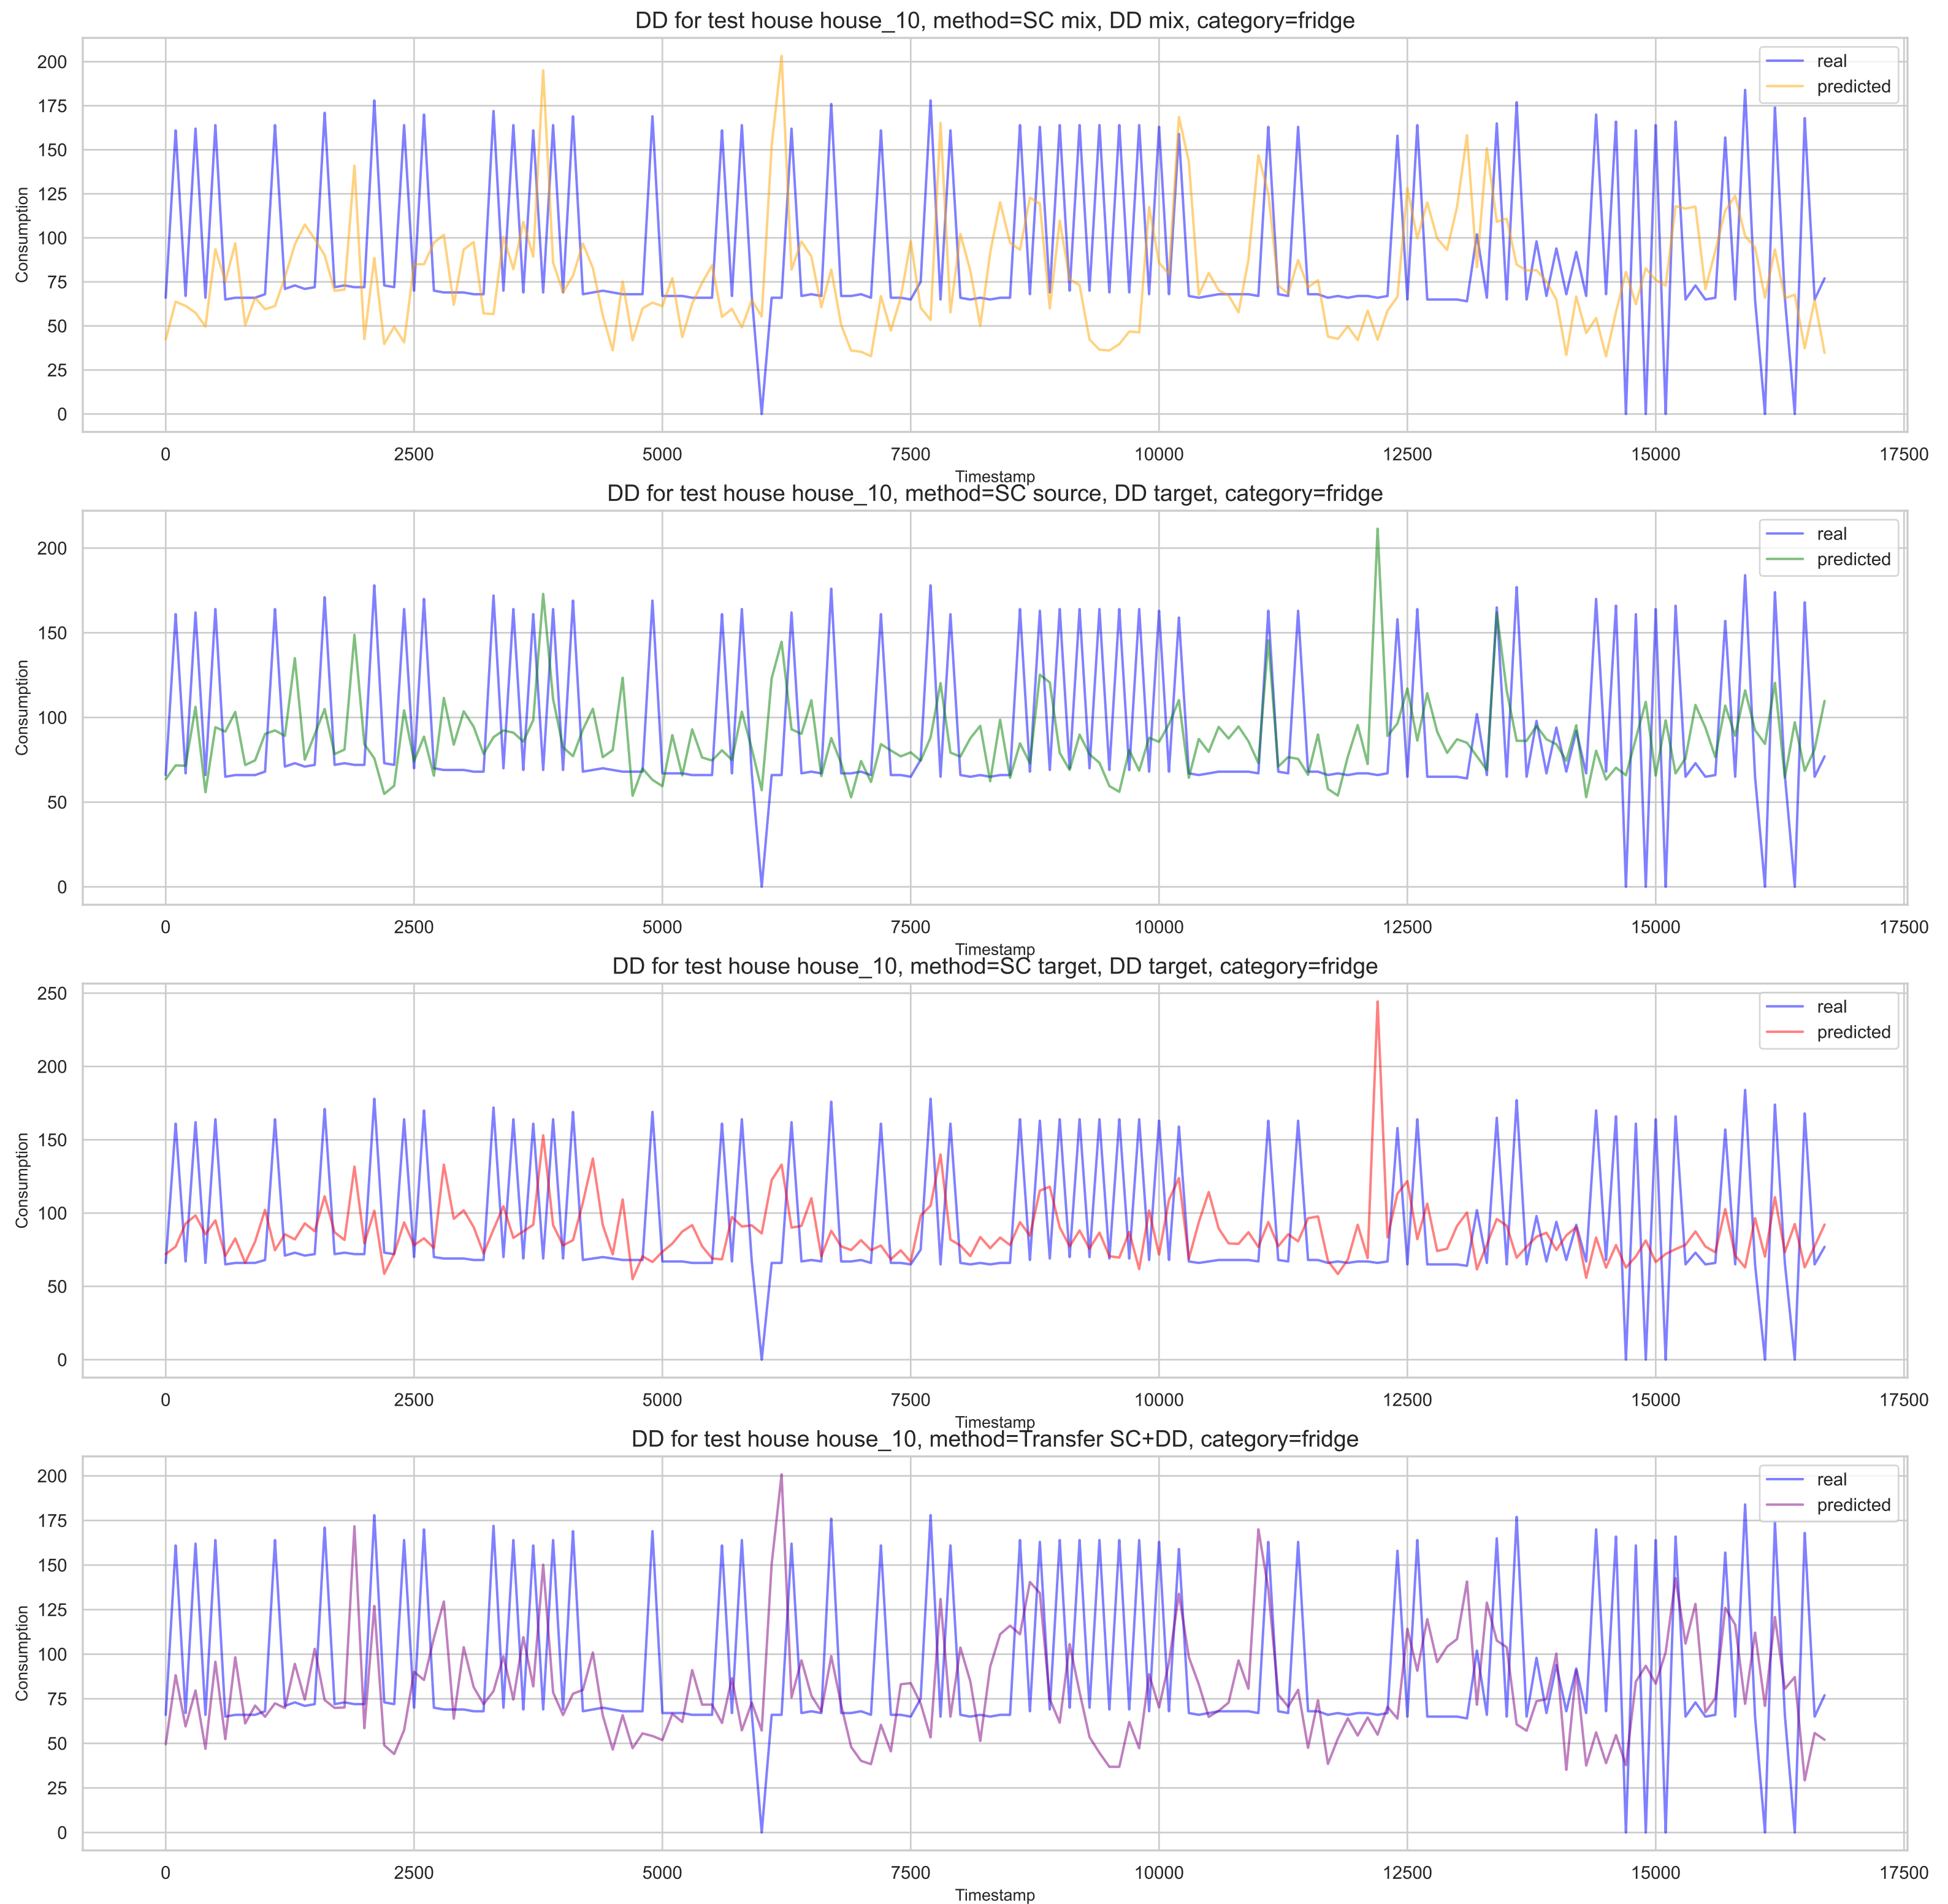 DD for test house house_10, method=SC mix, DD mix, category=fridge
200
175
150
125
100
75
50
25
0
Consumption
real
predicted
0 2500 5000 7500 10000 12500 15000 17500
Timestamp
DD for test house house_10, method=SC source, DD target, category=fridge
200
150
100
50
0
Consumption
real
predicted
0 2500 5000 7500 10000 12500 15000 17500
Timestamp
DD for test house house_10, method=SC target, DD target, category=fridge
250
200
150
100
50
0
Consumption
real
predicted
0 2500 5000 7500 10000 12500 15000 17500
Timestamp
DD for test house house_10, method=Transfer SC+DD, category=fridge
200
175
150
125
100
75
50
25
0
Consumption
real
predicted
0 2500 5000 7500 10000 12500 15000 17500
Timestamp